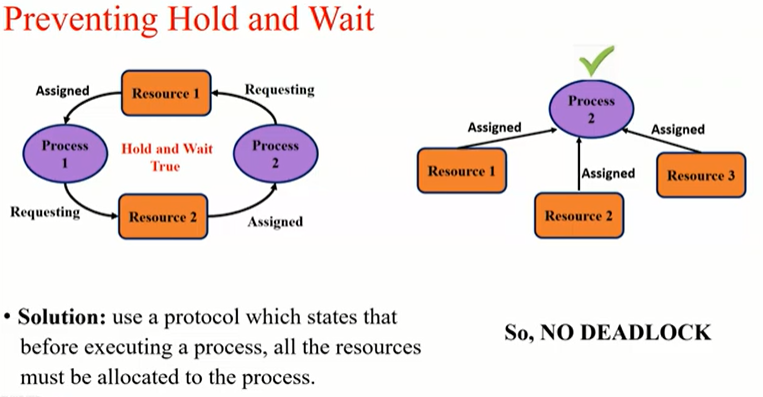 Preventing Hold and Wait
Assigned
Resource 1
Requesting
Process
1
Hold and Wait
True
Process
2
Requesting
Resource 2
Assigned
Process
2
Assigned
Assigned
Resource 1
Assigned
Resource 3
Resource 2
• Solution: use a protocol which states that
before executing a process, all the resources
must be allocated to the process.
So, NO DEADLOCK